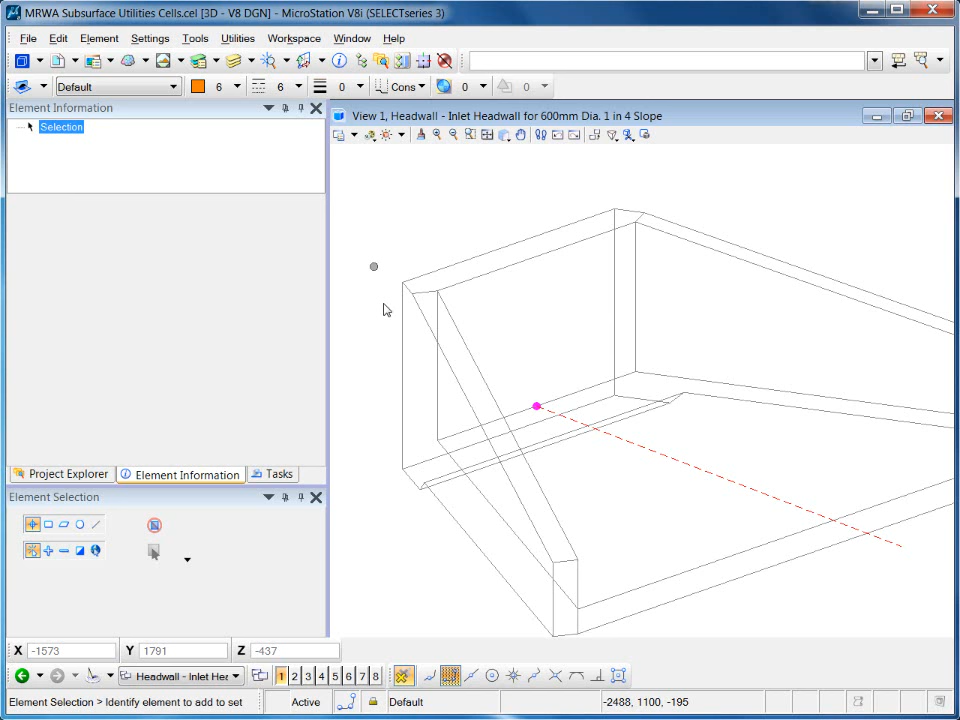 MRWA Subsurface Utilities Cells.cel [3D - V8 DGN] - MicroStation V8i (SELECTseries 3)
File Edit Element Settings Tools Utilities Workspace Window Help
Default 6 6 0 Cons 0 0
Element Information
Selection
View 1, Headwall - Inlet Headwall for 600mm Dia. 1 in 4 Slope
Project Explorer Element Information Tasks
Element Selection
X -1573 Y 1791 Z -437
Headwall - Inlet Hea 1 2 3 4 5 6 7 8
Element Selection > Identify element to add to set Active Default -2488, 1100, -195